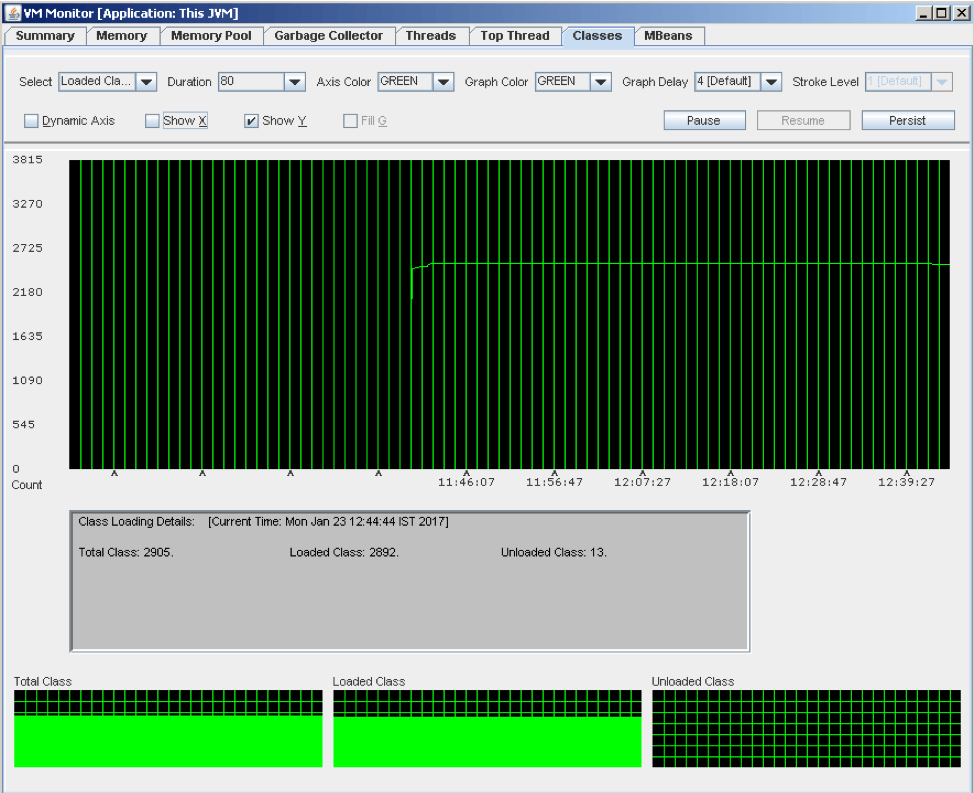 VM Monitor [Application: This JVM]
Summary Memory Memory Pool Garbage Collector Threads Top Thread Classes MBeans
Select Loaded Cla... Duration 80 Axis Color GREEN Graph Color GREEN Graph Delay 4 [Default] Stroke Level 1 [Default]
Dynamic Axis Show X Show Y Fill G Pause Resume Persist
3815
3270
2725
2180
1635
1090
545
0
Count 11:46:07 11:56:47 12:07:27 12:18:07 12:28:47 12:39:27
Class Loading Details: [Current Time: Mon Jan 23 12:44:44 IST 2017]
Total Class: 2905. Loaded Class: 2892. Unloaded Class: 13.
Total Class Loaded Class Unloaded Class